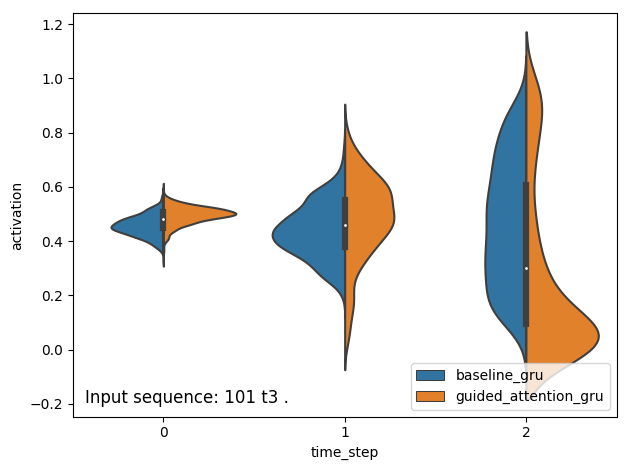 1.2
1.0
0.8
0.6
0.4
0.2
0.0
−0.2
activation
Input sequence: 101 t3 .
baseline_gru
guided_attention_gru
0 1 2
time_step